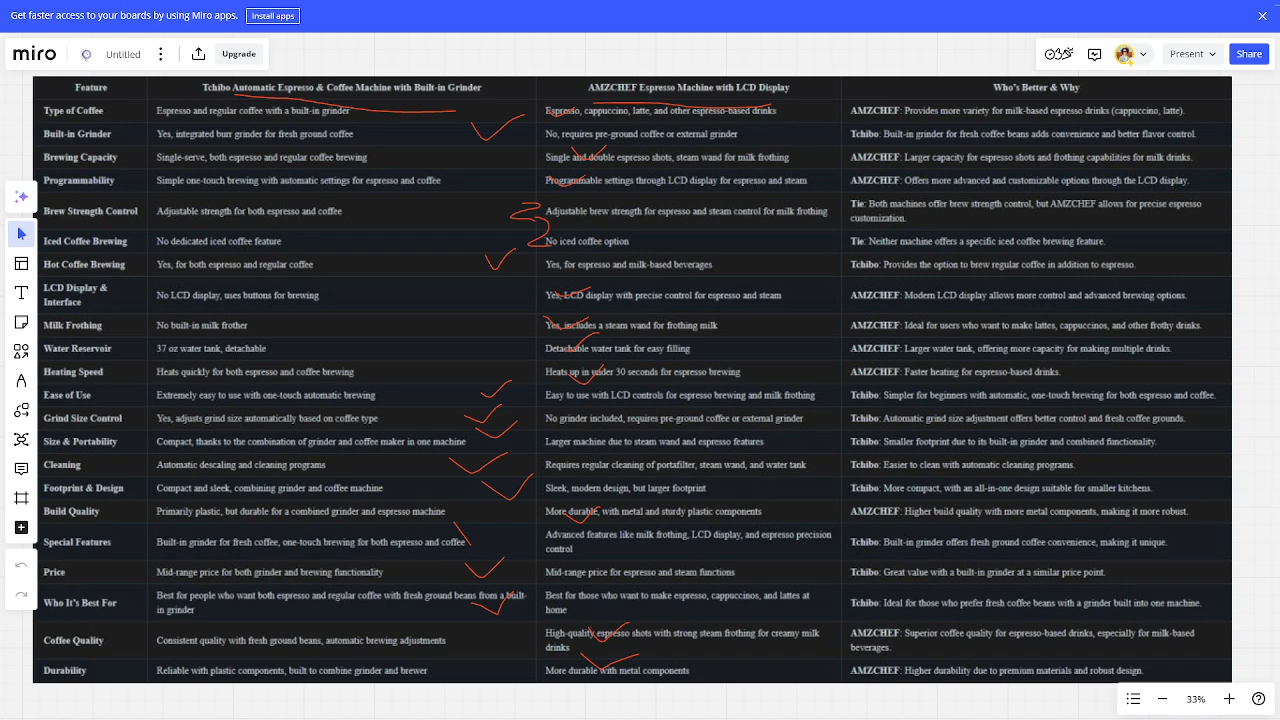 Get faster access to your boards by using our apps! Install apps
miro Untitled Upgrade Present Share
Feature Tchibo Automatic Espresso & Coffee Machine with Built-in Grinder AMZCHEF Espresso Machine with LCD Display Who's Better & Why
Type of Coffee Espresso and regular coffee with a built-in grinder Espresso, cappuccino, latte, and other espresso-based drinks AMZCHEF: Provides more variety for milk-based espresso drinks (cappuccino, latte).
Built-in Grinder Yes, integrated burr grinder for fresh ground coffee No, requires pre-ground coffee or external grinder Tchibo: Built-in grinder for fresh coffee beans adds convenience and better flavor control.
Brewing Capacity Single-serve, both espresso and regular coffee brewing Single and double espresso shots, steam wand for milk frothing AMZCHEF: Larger capacity for espresso shots and frothing capabilities for milk drinks.
Programmability Simple one-touch brewing with automatic settings for espresso and coffee Programmable settings through LCD display for espresso and steam AMZCHEF: Offers more advanced and customizable options through the LCD display.
Brew Strength Control Adjustable strength for both espresso and coffee Adjustable brew strength for espresso and steam control for milk frothing Tie: Both machines offer brew strength control, but AMZCHEF allows for precise espresso
customization.
Iced Coffee Brewing No dedicated iced coffee feature No iced coffee option Tie: Neither machine offers a specific iced coffee brewing feature.
Hot Coffee Brewing Yes, for both espresso and regular coffee Yes, for espresso and milk-based beverages Tchibo: Provides the option to brew regular coffee in addition to espresso.
LCD Display &
Interface No LCD display, uses buttons for brewing Yes, LCD display with precise control for espresso and steam AMZCHEF: Modern LCD display allows more control and advanced brewing options.
Milk Frothing No built-in milk frother Yes, includes a steam wand for frothing milk AMZCHEF: Ideal for users who want to make lattes, cappuccinos, and other frothy drinks.
Water Reservoir 37 oz water tank, detachable Detachable water tank for easy filling AMZCHEF: Larger water tank, offering more capacity for making multiple drinks.
Heating Speed Heats quickly for both espresso and coffee brewing Heats up in under 30 seconds for espresso brewing AMZCHEF: Faster heating for espresso-based drinks.
Ease of Use Extremely easy to use with one-touch automatic brewing Easy to use with LCD controls for espresso brewing and milk frothing Tchibo: Simpler for beginners with automatic, one-touch brewing for both espresso and coffee.
Grind Size Control Yes, adjusts grind size automatically based on coffee type No grinder included, requires pre-ground coffee or external grinder Tchibo: Automatic grind size adjustment offers better control and fresh coffee grounds.
Size & Portability Compact, thanks to the combination of grinder and coffee maker in one machine Larger machine due to steam wand and espresso features Tchibo: Smaller footprint due to its built-in grinder and combined functionality.
Cleaning Automatic descaling and cleaning programs Requires regular cleaning of portafilter, steam wand, and water tank Tchibo: Easier to clean with automatic cleaning programs.
Footprint & Design Compact and sleek, combining grinder and coffee machine Sleek, modern design, but larger footprint Tchibo: More compact, with an all-in-one design suitable for smaller kitchens.
Build Quality Primarily plastic, but durable for a combined grinder and espresso machine More durable, with metal and sturdy plastic components AMZCHEF: Higher build quality with more metal components, making it more robust.
Special Features Built-in grinder for fresh coffee, one-touch brewing for both espresso and coffee Advanced features like milk frothing, LCD display, and espresso precision
control Tchibo: Built-in grinder offers fresh ground coffee convenience, making it unique.
Price Mid-range price for both grinder and brewing functionality Mid-range price for espresso and steam functions Tchibo: Great value with a built-in grinder at a similar price point.
Who It's Best For Best for people who want both espresso and regular coffee with fresh ground beans from a built-
in grinder Best for those who want to make espresso, cappuccinos, and lattes at
home Tchibo: Ideal for those who prefer fresh coffee beans with a grinder built into one machine.
Coffee Quality Consistent quality with fresh ground beans, automatic brewing adjustments High-quality espresso shots with strong steam frothing for creamy milk
drinks AMZCHEF: Superior coffee quality for espresso-based drinks, especially for milk-based
beverages.
Durability Reliable with plastic components, built to combine grinder and brewer More durable with metal components AMZCHEF: Higher durability due to premium materials and robust design.
33%